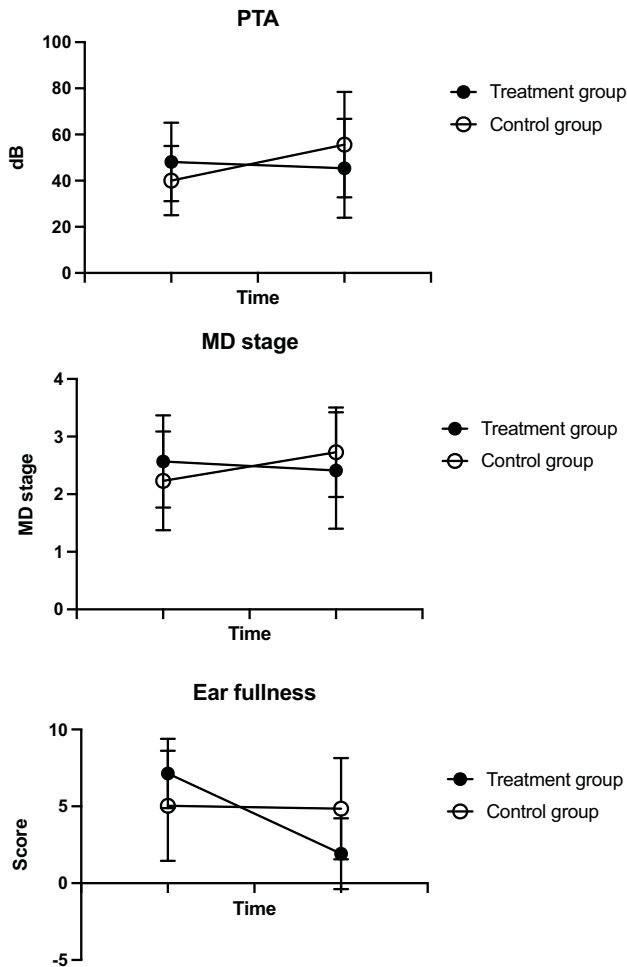 PTA
100
80
60
40
20
0
dB
Time
Treatment group
Control group
MD stage
4
3
2
1
0
MD stage
Time
Treatment group
Control group
Ear fullness
10
5
0
-5
Score
Time
Treatment group
Control group